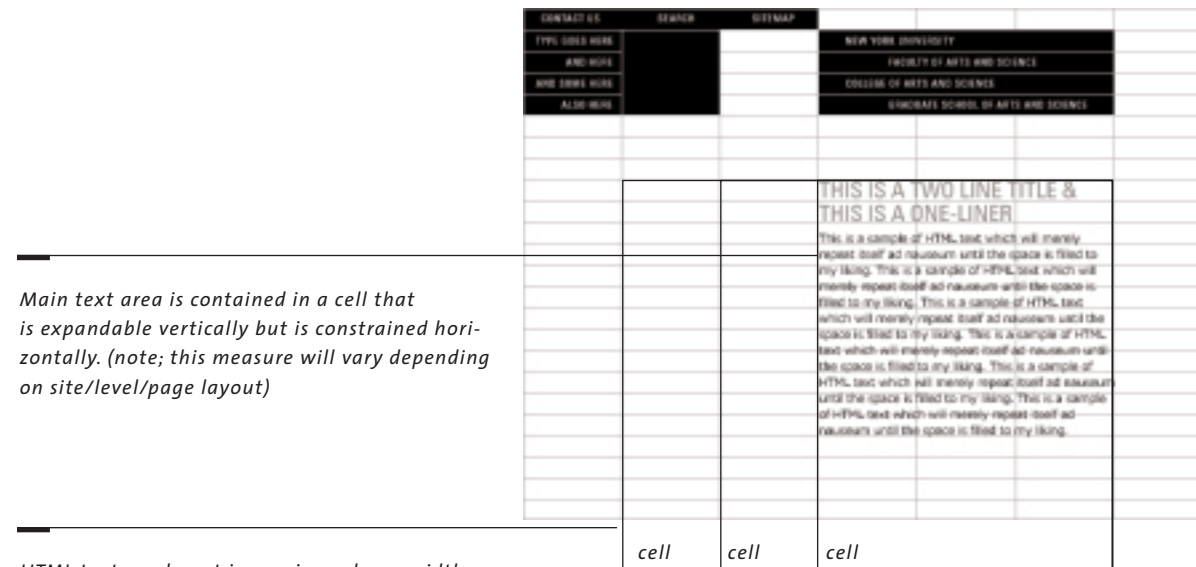 CONTACT US SEARCH SITEMAP
TYPE GOES HERE NEW YORK UNIVERSITY
AND HERE FACULTY OF ARTS AND SCIENCE
AND SOME HERE COLLEGE OF ARTS AND SCIENCE
ALSO HERE GRADUATE SCHOOL OF ARTS AND SCIENCE
THIS IS A TWO LINE TITLE &
THIS IS A ONE-LINER
This is a sample of HTML text which will merely
repeat itself ad nauseum until the space is filled to
my liking. This is a sample of HTML text which will
merely repeat itself ad nauseum until the space is
filled to my liking. This is a sample of HTML text
which will merely repeat itself ad nauseum until the
space is filled to my liking. This is a sample of HTML
text which will merely repeat itself ad nauseum until
the space is filled to my liking. This is a sample of
HTML text which will merely repeat itself ad nauseum
until the space is filled to my liking. This is a sample
of HTML text which will merely repeat itself ad
nauseum until the space is filled to my liking.
Main text area is contained in a cell that
is expandable vertically but is constrained hori-
zontally. (note; this measure will vary depending
on site/level/page layout)
cell cell cell